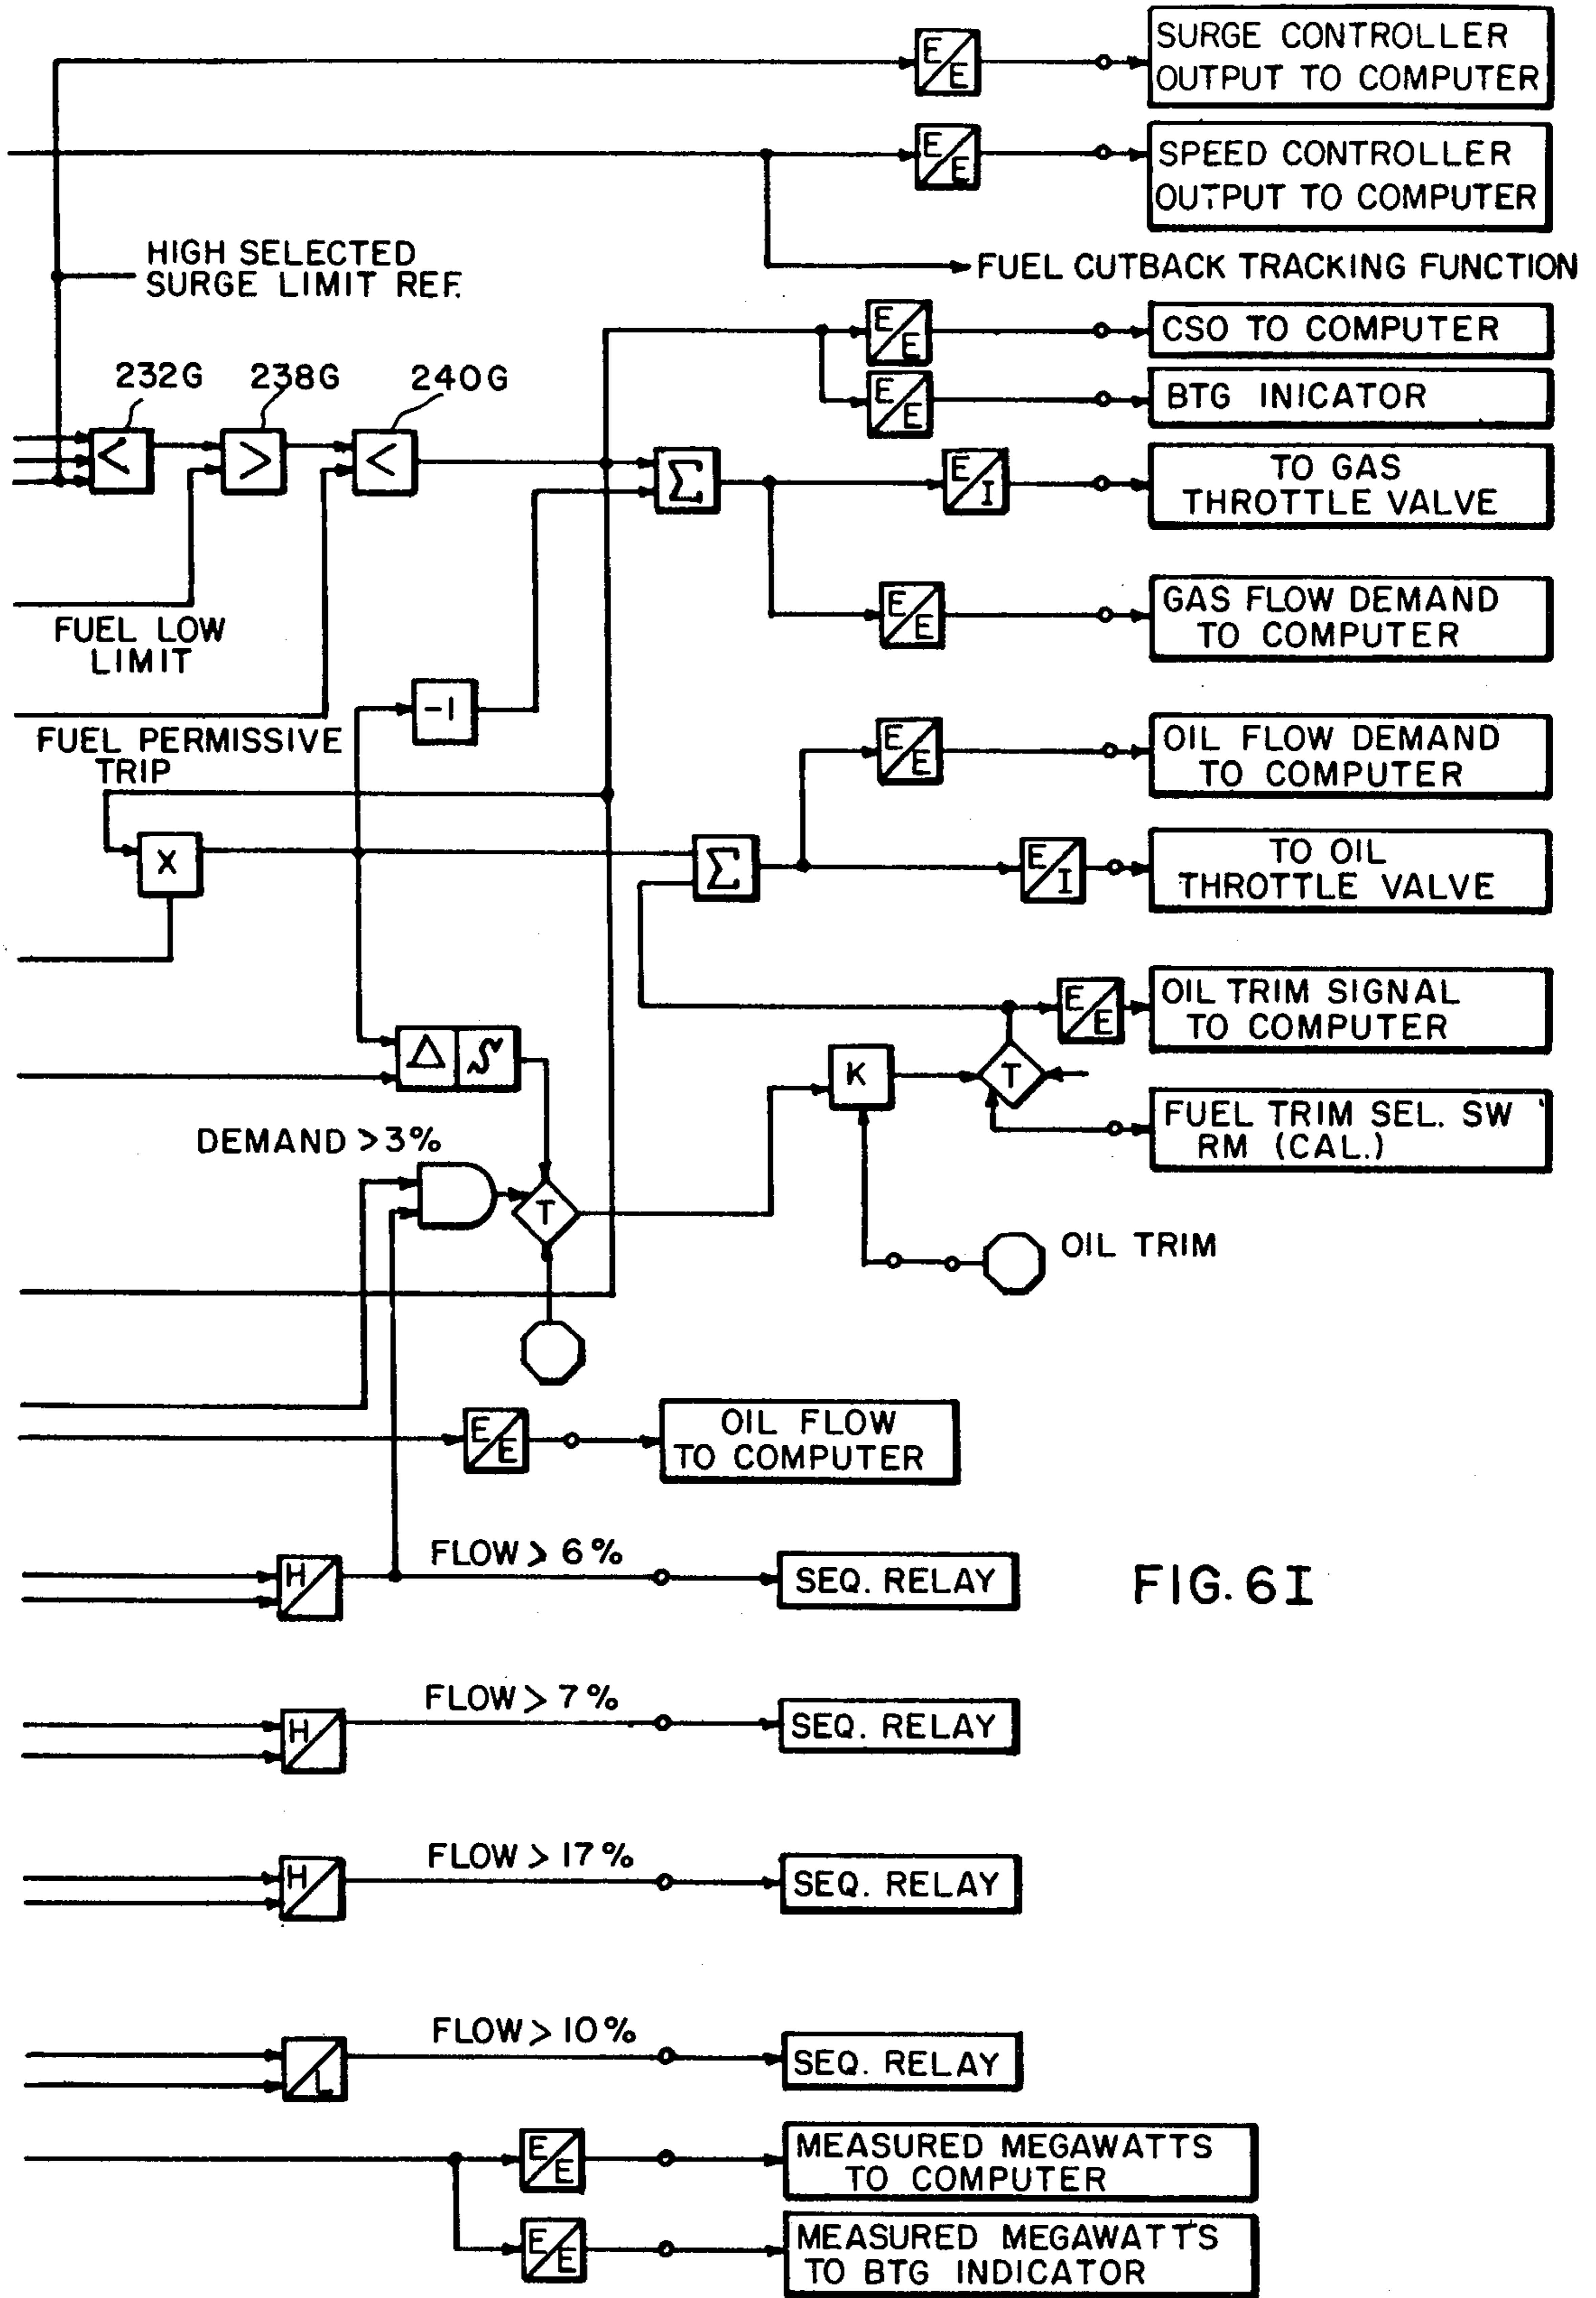 E/E
SURGE CONTROLLER
OUTPUT TO COMPUTER
E/E
SPEED CONTROLLER
OUTPUT TO COMPUTER
HIGH SELECTED
SURGE LIMIT REF.
FUEL CUTBACK TRACKING FUNCTION
E/E
CSO TO COMPUTER
232G
238G
240G
E/E
BTG INICATOR
<
>
<
Σ
E/I
TO GAS
THROTTLE VALVE
E/E
GAS FLOW DEMAND
TO COMPUTER
FUEL LOW
LIMIT
-1
FUEL PERMISSIVE
TRIP
E/E
OIL FLOW DEMAND
TO COMPUTER
X
Σ
E/I
TO OIL
THROTTLE VALVE
E/E
OIL TRIM SIGNAL
TO COMPUTER
Δ
∫
K
T
FUEL TRIM SEL. SW
RM (CAL.)
DEMAND >3%
T
OIL TRIM
E/E
OIL FLOW
TO COMPUTER
H
FLOW > 6%
SEQ. RELAY
FIG. 6I
H
FLOW > 7%
SEQ. RELAY
H
FLOW > 17%
SEQ. RELAY
L
FLOW > 10%
SEQ. RELAY
E/E
MEASURED MEGAWATTS
TO COMPUTER
E/E
MEASURED MEGAWATTS
TO BTG INDICATOR